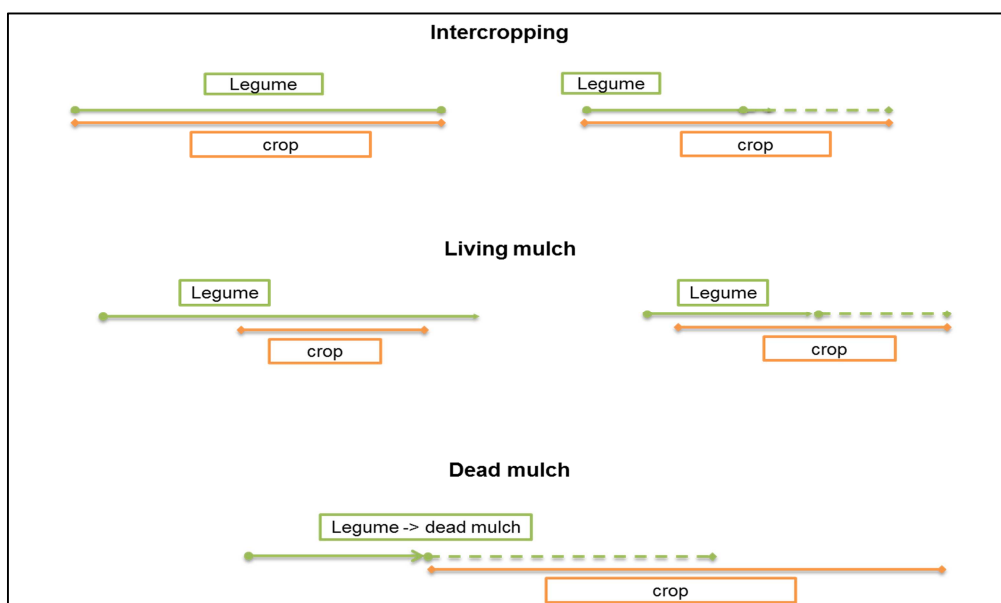 Intercropping
Legume
crop
Legume
crop
Living mulch
Legume
crop
Legume
crop
Dead mulch
Legume -> dead mulch
crop